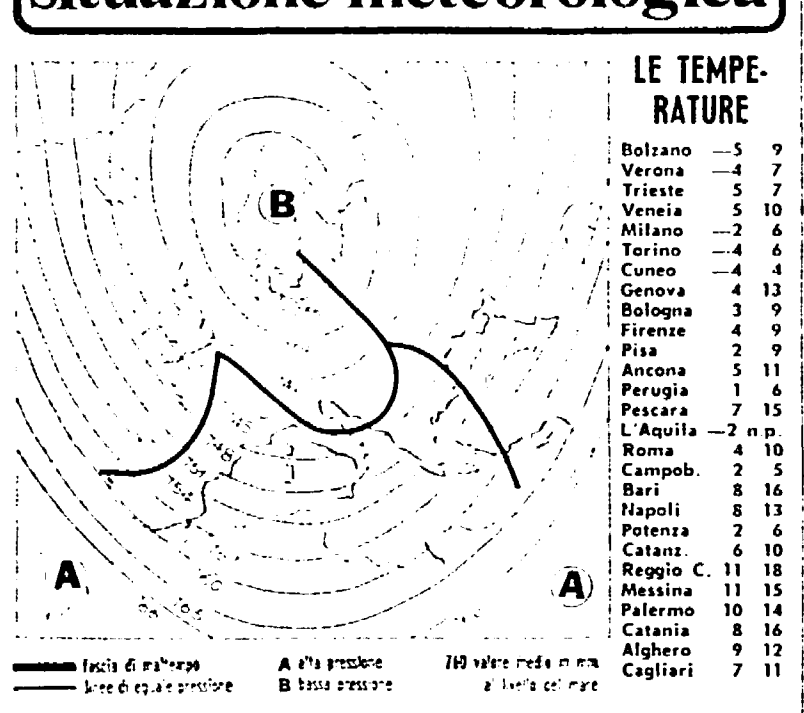 situazione meteorologica
B
A
A
fascia di maltempo
linee di eguale pressione
A alta pressione
B bassa pressione
760 valore medio in mm.
al livello del mare
LE TEMPE-
RATURE
Bolzano —5 9
Verona —4 7
Trieste 5 7
Veneia 5 10
Milano —2 6
Torino —4 6
Cuneo —4 4
Genova 4 13
Bologna 3 9
Firenze 4 9
Pisa 2 9
Ancona 5 11
Perugia 1 6
Pescara 7 15
L'Aquila —2 n.p.
Roma 4 10
Campob. 2 5
Bari 8 16
Napoli 8 13
Potenza 2 6
Catanz. 6 10
Reggio C. 11 18
Messina 11 15
Palermo 10 14
Catania 8 16
Alghero 9 12
Cagliari 7 11